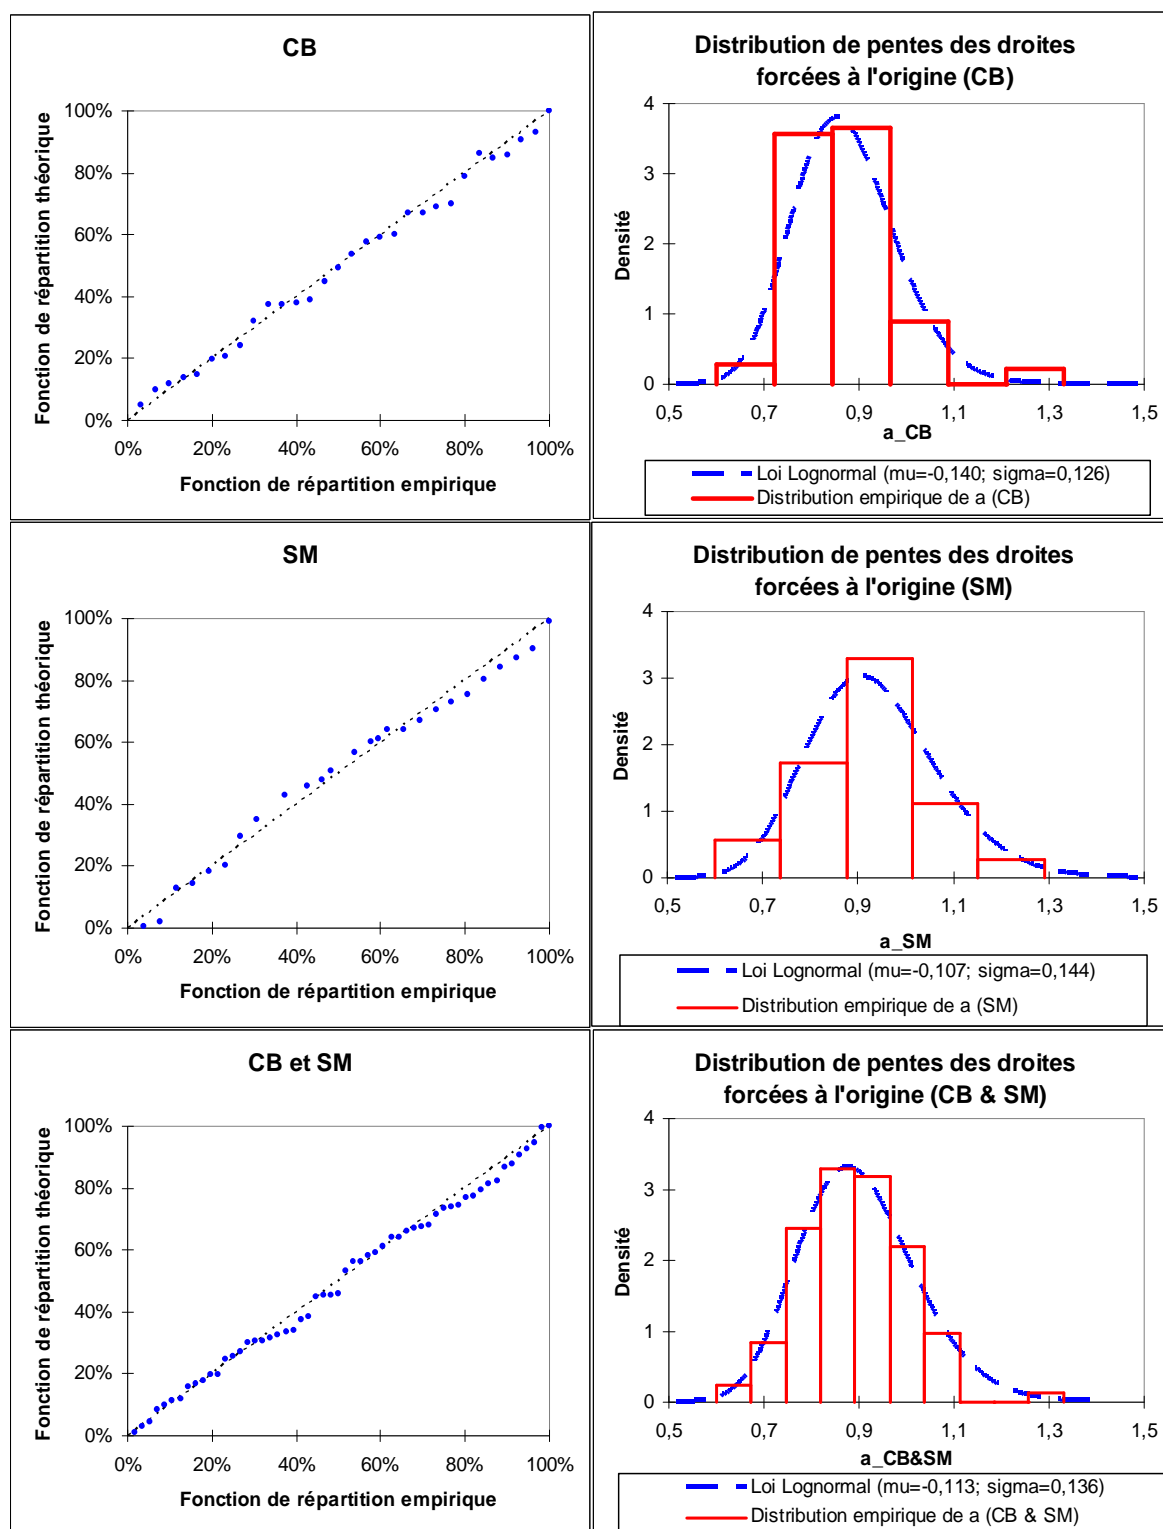 CB
Fonction de répartition théorique
100%
80%
60%
40%
20%
0%
0% 20% 40% 60% 80% 100%
Fonction de répartition empirique
Distribution de pentes des droites
forcées à l'origine (CB)
Densité
4
3
2
1
0
0,5 0,7 0,9 1,1 1,3 1,5
a_CB
Loi Lognormal (mu=-0,140; sigma=0,126)
Distribution empirique de a (CB)
SM
Fonction de répartition théorique
100%
80%
60%
40%
20%
0%
0% 20% 40% 60% 80% 100%
Fonction de répartition empirique
Distribution de pentes des droites
forcées à l'origine (SM)
Densité
4
3
2
1
0
0,5 0,7 0,9 1,1 1,3 1,5
a_SM
Loi Lognormal (mu=-0,107; sigma=0,144)
Distribution empirique de a (SM)
CB et SM
Fonction de répartition théorique
100%
80%
60%
40%
20%
0%
0% 20% 40% 60% 80% 100%
Fonction de répartition empirique
Distribution de pentes des droites
forcées à l'origine (CB & SM)
Densité
4
3
2
1
0
0,5 0,7 0,9 1,1 1,3 1,5
a_CB&SM
Loi Lognormal (mu=-0,113; sigma=0,136)
Distribution empirique de a (CB & SM)